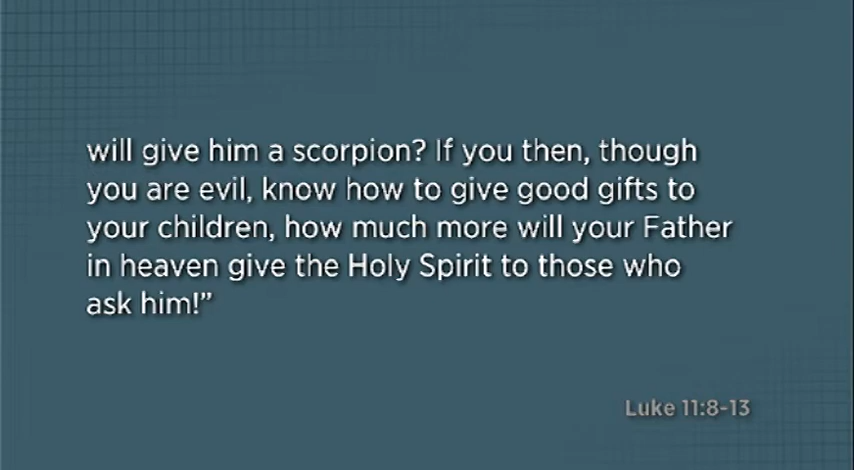 will give him a scorpion? If you then, though
you are evil, know how to give good gifts to
your children, how much more will your Father
in heaven give the Holy Spirit to those who
ask him!”
Luke 11:8-13